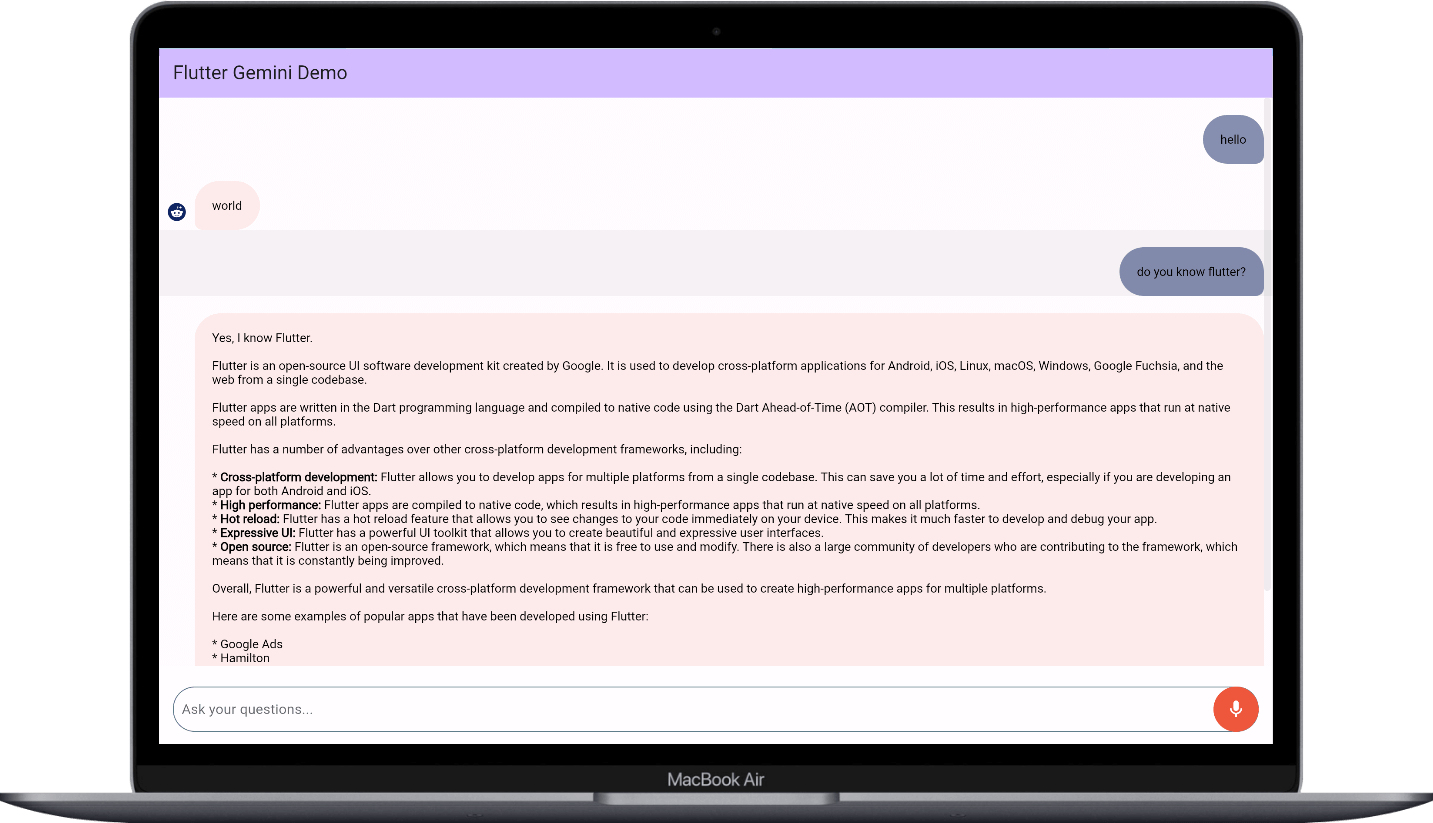 Flutter Gemini Demo
hello
world
do you know flutter?
Yes, I know Flutter.
Flutter is an open-source UI software development kit created by Google. It is used to develop cross-platform applications for Android, iOS, Linux, macOS, Windows, Google Fuchsia, and the
web from a single codebase.
Flutter apps are written in the Dart programming language and compiled to native code using the Dart Ahead-of-Time (AOT) compiler. This results in high-performance apps that run at native
speed on all platforms.
Flutter has a number of advantages over other cross-platform development frameworks, including:
* Cross-platform development: Flutter allows you to develop apps for multiple platforms from a single codebase. This can save you a lot of time and effort, especially if you are developing an
app for both Android and iOS.
* High performance: Flutter apps are compiled to native code, which results in high-performance apps that run at native speed on all platforms.
* Hot reload: Flutter has a hot reload feature that allows you to see changes to your code immediately on your device. This makes it much faster to develop and debug your app.
* Expressive UI: Flutter has a powerful UI toolkit that allows you to create beautiful and expressive user interfaces.
* Open source: Flutter is an open-source framework, which means that it is free to use and modify. There is also a large community of developers who are contributing to the framework, which
means that it is constantly being improved.
Overall, Flutter is a powerful and versatile cross-platform development framework that can be used to create high-performance apps for multiple platforms.
Here are some examples of popular apps that have been developed using Flutter:
* Google Ads
* Hamilton
Ask your questions...
MacBook Air